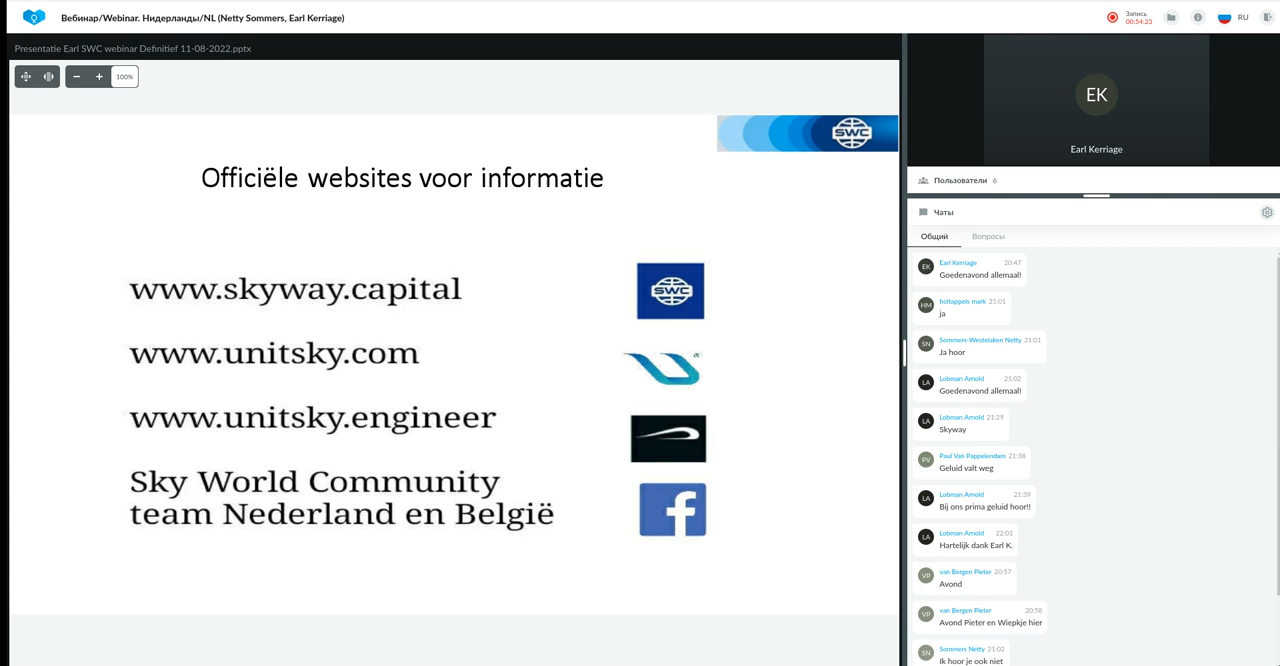 Вебинар/Webinar. Нидерланды/NL (Netty Sommers, Earl Kerriage)
Запись
00:54:23
RU
Presentatie Earl SWC webinar Definitief 11-08-2022.pptx
100%
SWC
Officiële websites voor informatie
www.skyway.capital
SWC
www.unitsky.com
www.unitsky.engineer
Sky World Community
team Nederland en België
f
EK
Earl Kerriage
Пользователи 6
Чаты
Общий Вопросы
EK Earl Kerriage 20:47
Goedenavond allemaal!
HM holtappels mark 21:01
ja
SN Sommers-Westelaken Netty 21:01
Ja hoor
LA Lobman Arnold 21:02
Goedenavond allemaal!
LA Lobman Arnold 21:29
Skyway
PV Paul Van Pappelendam 21:38
Geluid valt weg
LA Lobman Arnold 21:39
Bij ons prima geluid hoor!!
LA Lobman Arnold 22:01
Hartelijk dank Earl K.
VP van Bergen Pieter 20:57
Avond
VP van Bergen Pieter 20:58
Avond Pieter en Wiepkje hier
SN Sommers Netty 21:02
Ik hoor je ook niet